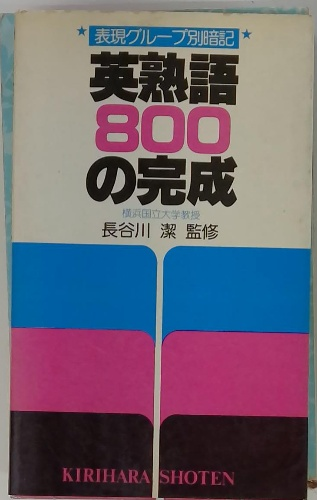 ★表現グループ別暗記★
英熟語
800
の完成
横浜国立大学教授
長谷川 潔 監修
KIRIHARA SHOTEN